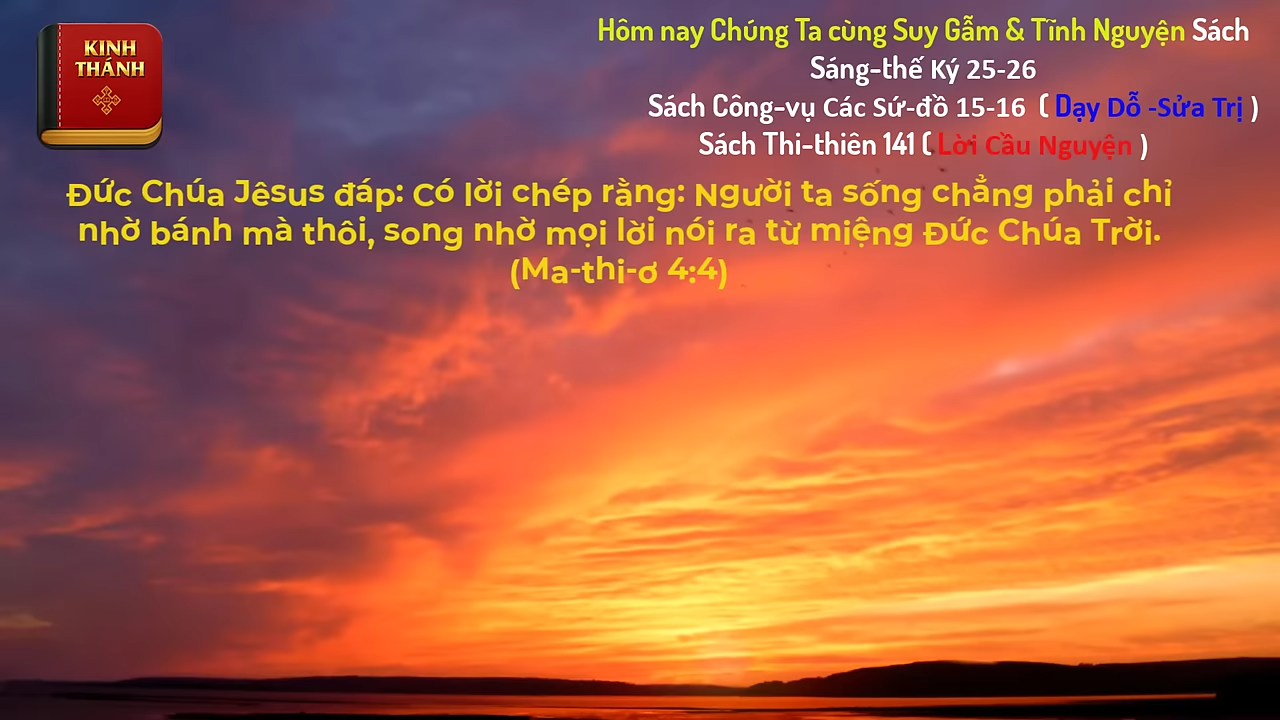 KINH
THÁNH
Hôm nay Chúng Ta cùng Suy Gẫm & Tĩnh Nguyện Sách
Sáng-thế Ký 25-26
Sách Công-vụ Các Sứ-đồ 15-16 ( Dạy Dỗ -Sửa Trị )
Sách Thi-thiên 141 ( Lời Cầu Nguyện )
Đức Chúa Jêsus đáp: Có lời chép rằng: Người ta sống chẳng phải chỉ
nhờ bánh mà thôi, song nhờ mọi lời nói ra từ miệng Đức Chúa Trời.
(Ma-thi-ơ 4:4)